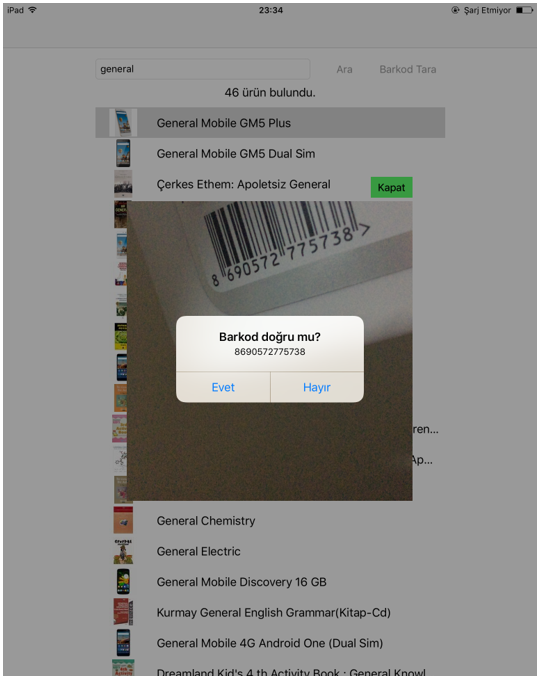 iPad
23:34
Şarj Etmiyor
general
Ara
Barkod Tara
46 ürün bulundu.
General Mobile GM5 Plus
General Mobile GM5 Dual Sim
Çerkes Ethem: Apoletsiz General
Kapat
8 690572 775738 >
Barkod doğru mu?
8690572775738
Evet
Hayır
ren...
Ap...
General Chemistry
General Electric
General Mobile Discovery 16 GB
Kurmay General English Grammar(Kitap-Cd)
General Mobile 4G Android One (Dual Sim)
Dreamland Kid's 4 th Activity Book : General Knowl